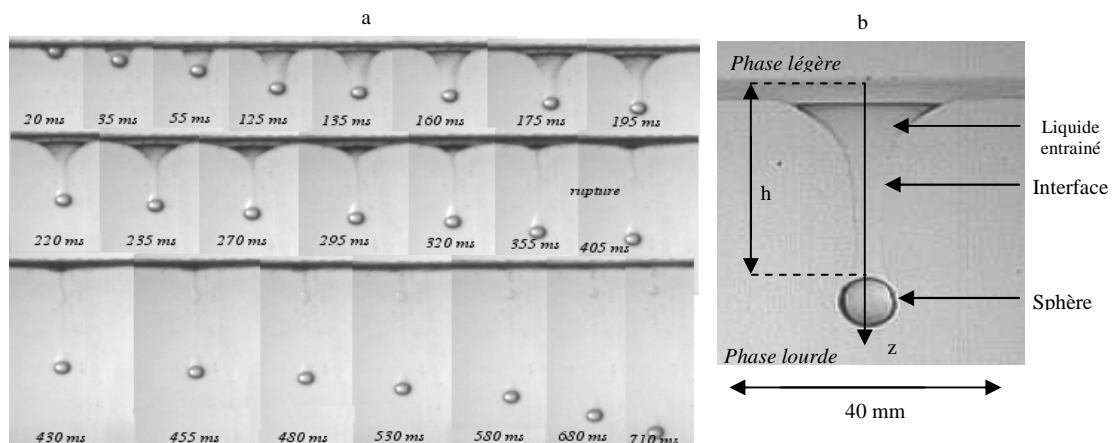 a
20 ms 35 ms 55 ms 125 ms 135 ms 160 ms 175 ms 195 ms
rupture
220 ms 235 ms 270 ms 295 ms 320 ms 355 ms 405 ms
430 ms 455 ms 480 ms 530 ms 580 ms 680 ms 710 ms
b
Phase légère
Liquide
entrainé
Interface
h
Sphère
z
Phase lourde
40 mm